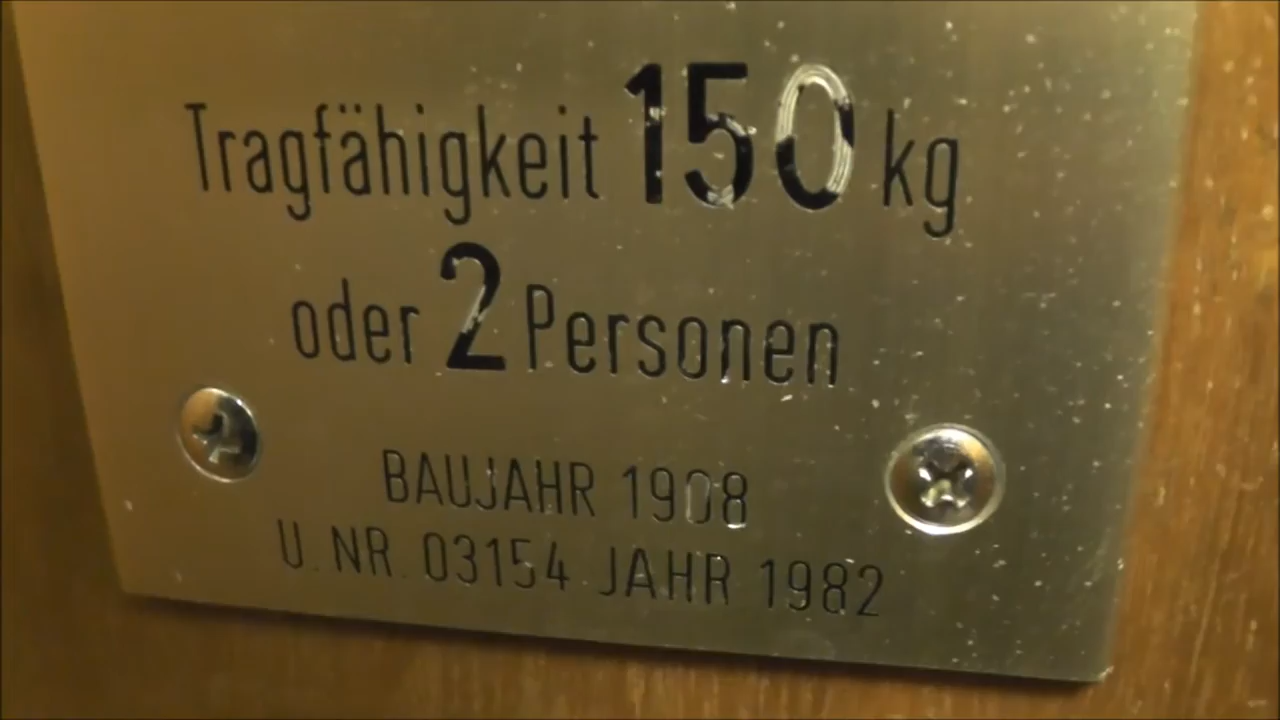 Tragfähigkeit 150 kg
oder 2 Personen
BAUJAHR 1908
U. NR. 03154 JAHR 1982